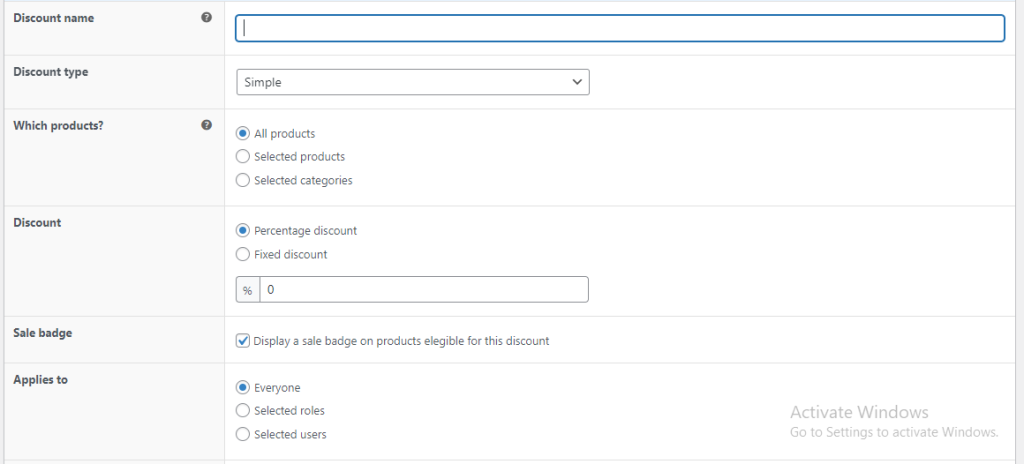 Discount name
Discount type
Simple
Which products?
All products
Selected products
Selected categories
Discount
Percentage discount
Fixed discount
% 0
Sale badge
Display a sale badge on products elegible for this discount
Applies to
Everyone
Selected roles
Selected users
Activate Windows
Go to Settings to activate Windows.